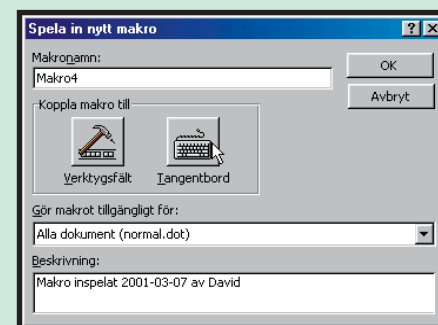 Spela in nytt makro
Makronamn:
Makro4
OK
Avbryt
Koppla makro till
Verktygsfält Tangentbord
Gör makrot tillgängligt för:
Alla dokument (normal.dot)
Beskrivning:
Makro inspelat 2001-03-07 av David